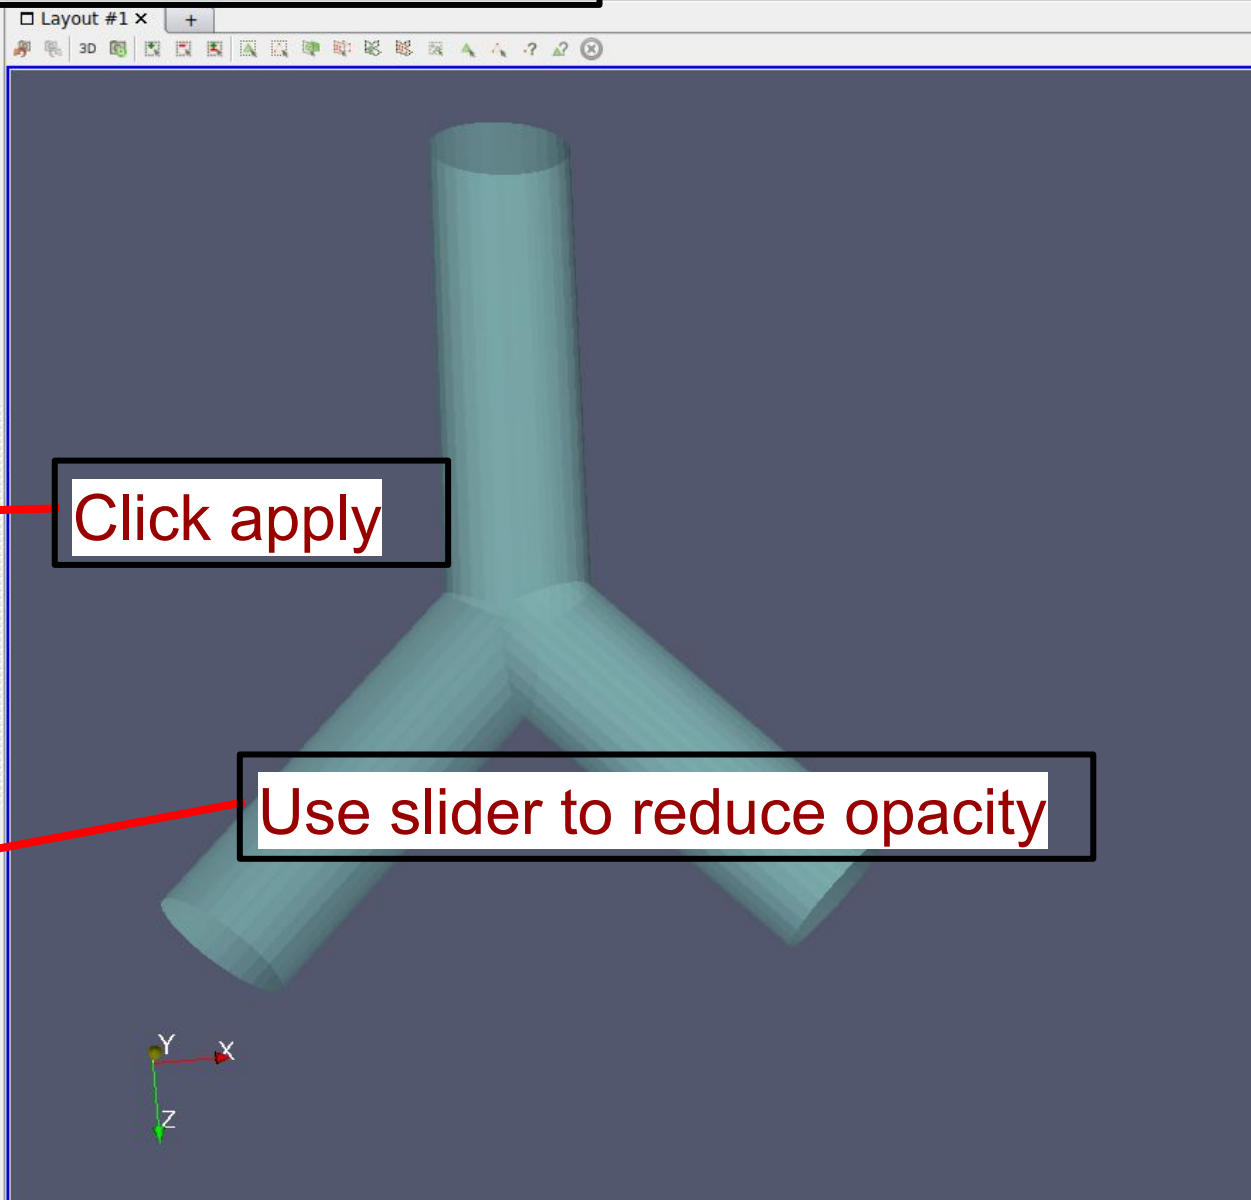 Layout #1 × +
3D
Click apply
Use slider to reduce opacity
Y X
Z